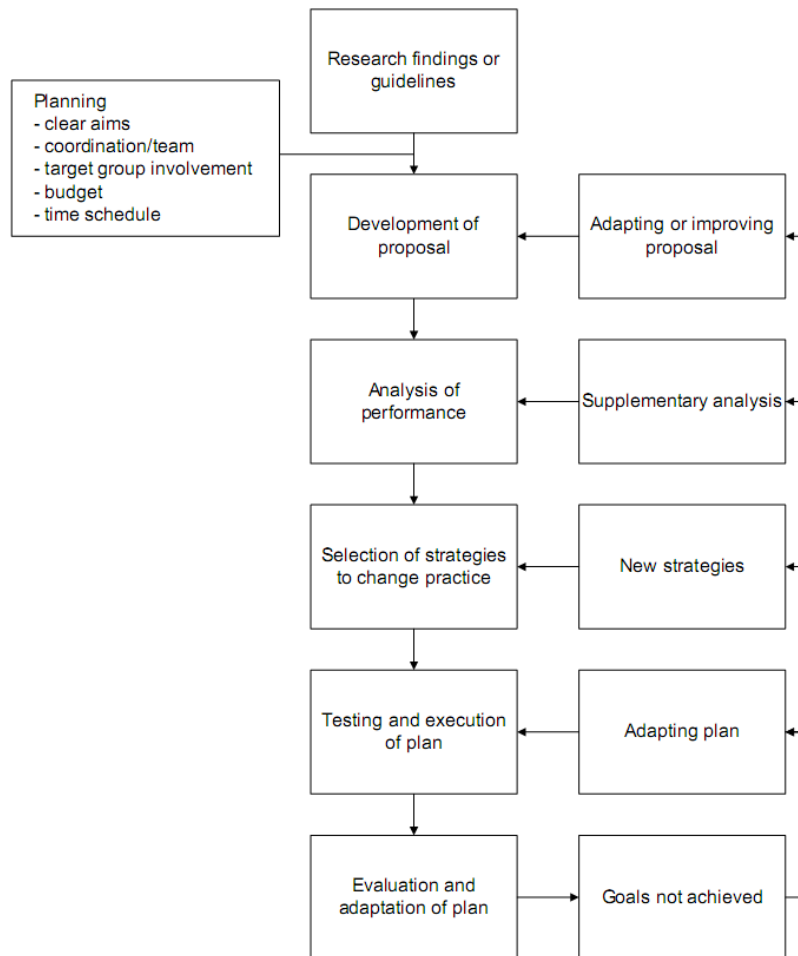 Research findings or
guidelines
Planning
- clear aims
- coordination/team
- target group involvement
- budget
- time schedule
Development of
proposal
Adapting or improving
proposal
Analysis of
performance
Supplementary analysis
Selection of strategies
to change practice
New strategies
Testing and execution
of plan
Adapting plan
Evaluation and
adaptation of plan
Goals not achieved